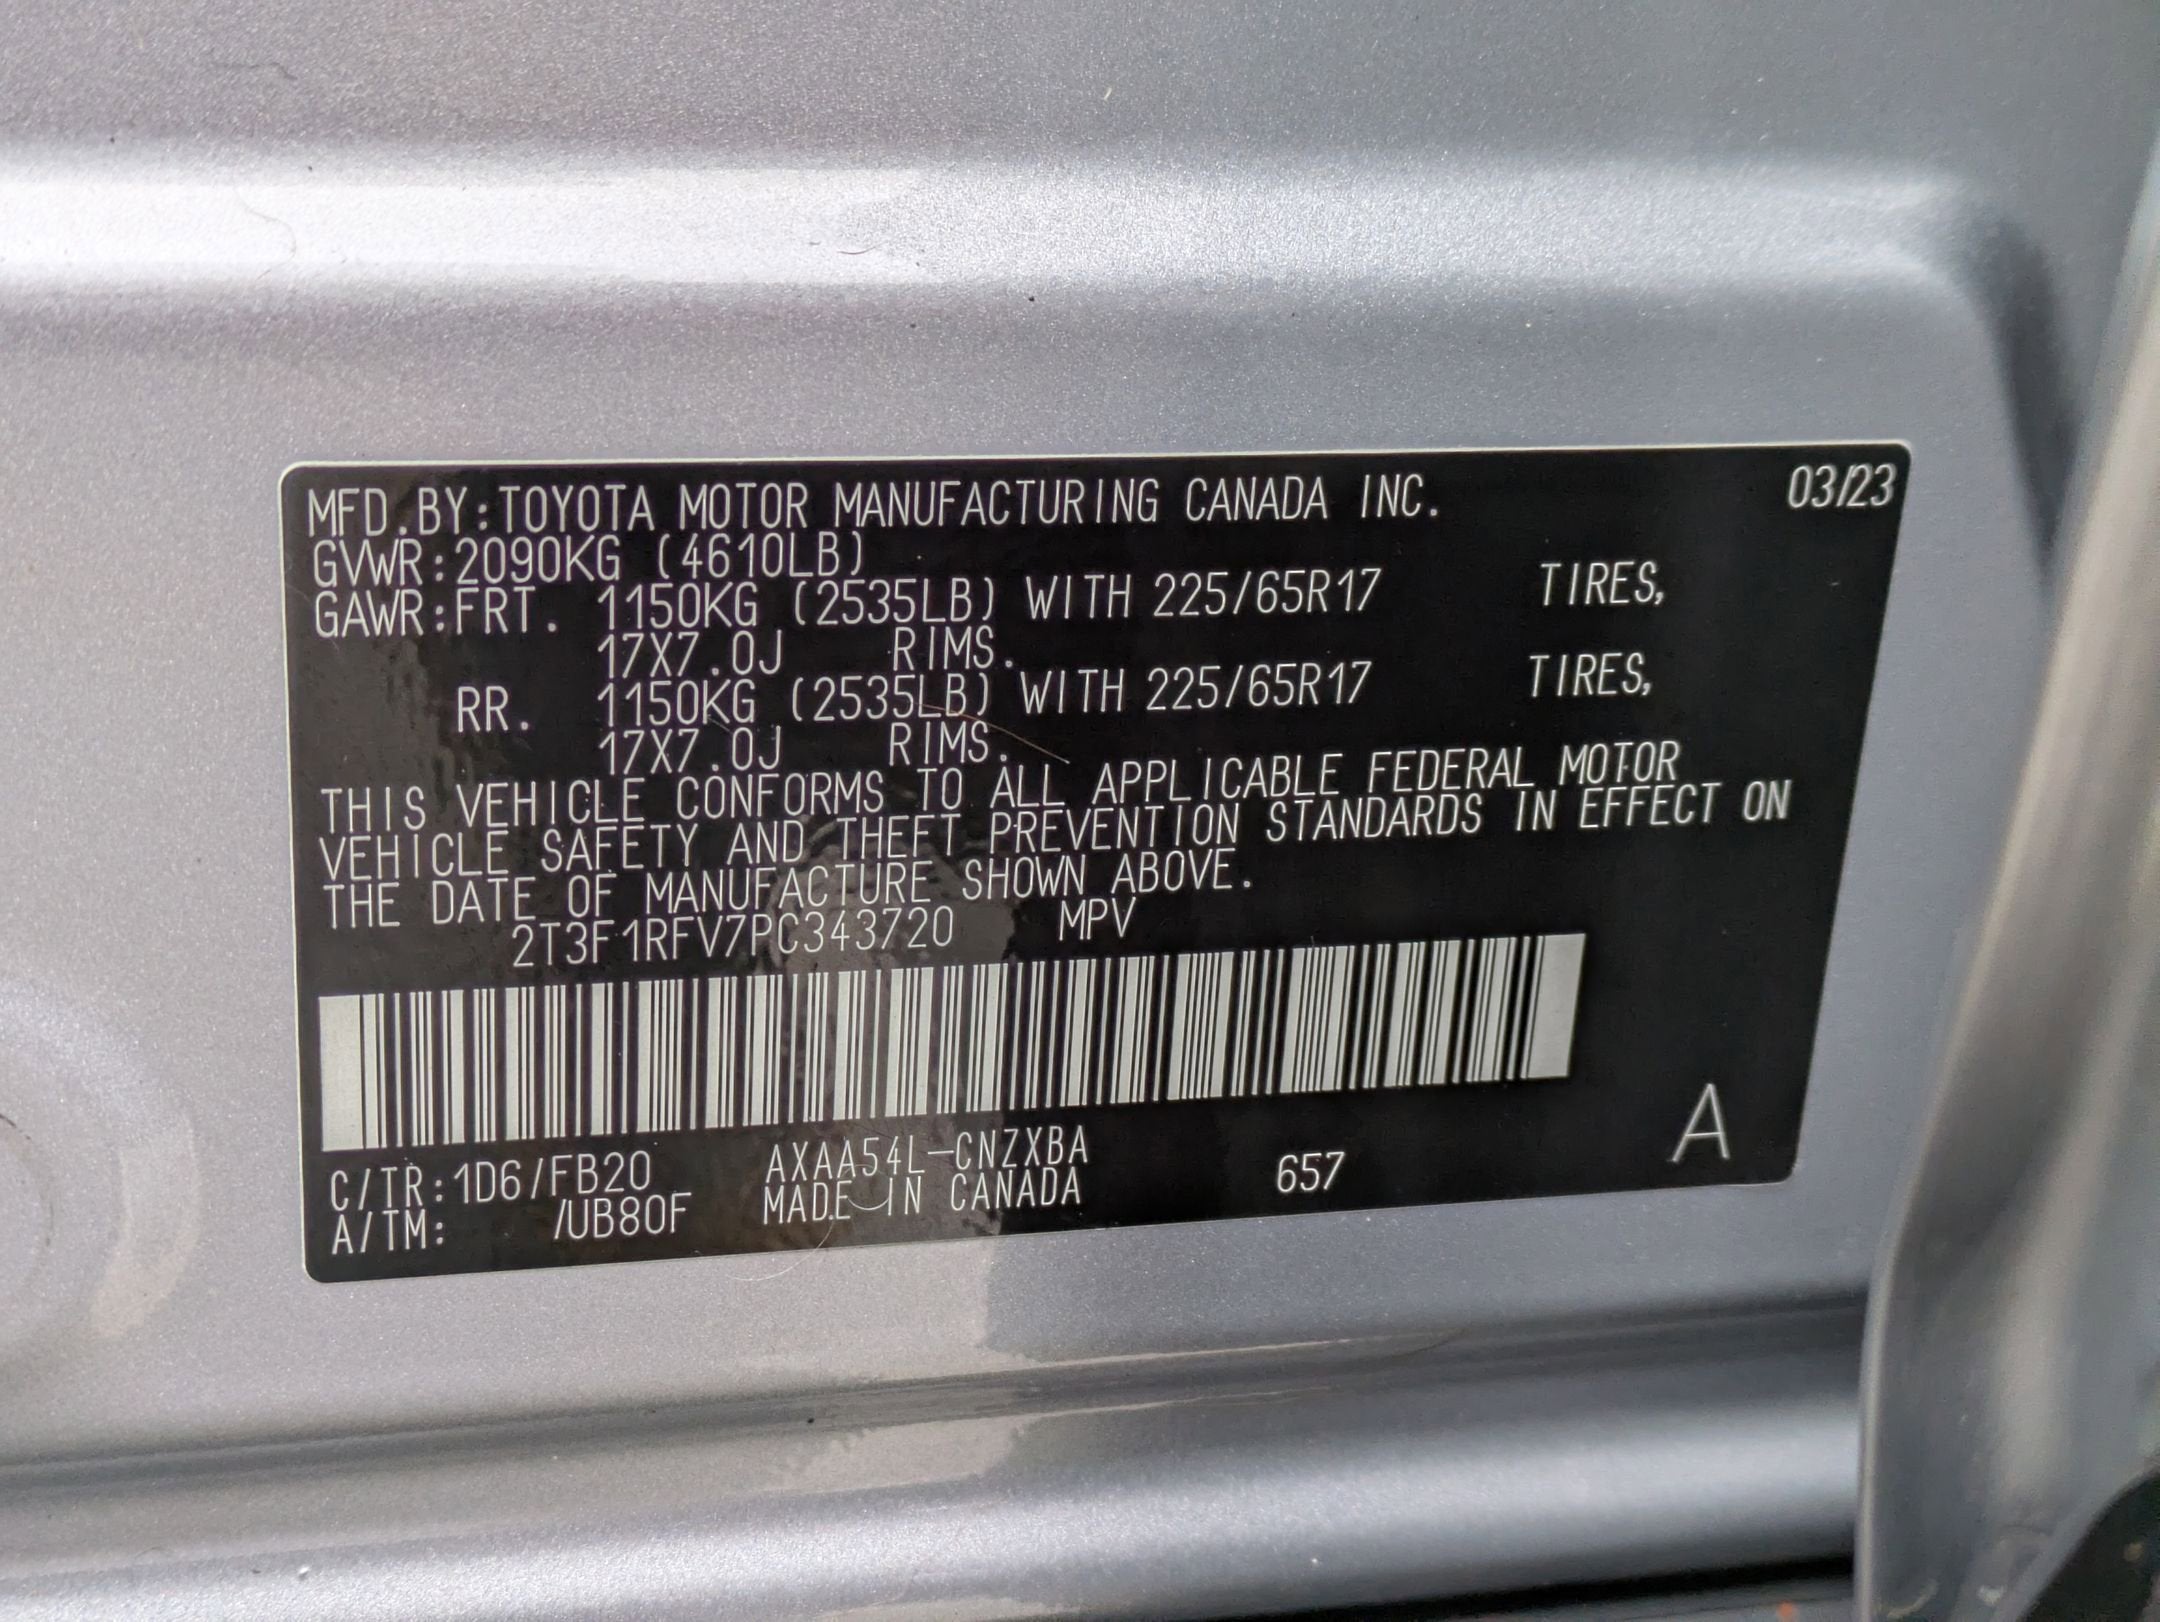 MFD.BY:TOYOTA MOTOR MANUFACTURING CANADA INC. 03/23
GVWR:2090KG (4610LB)
GAWR:FRT. 1150KG (2535LB) WITH 225/65R17 TIRES,
17X7.0J RIMS.
RR. 1150KG (2535LB) WITH 225/65R17 TIRES,
17X7.0J RIMS.
THIS VEHICLE CONFORMS TO ALL APPLICABLE FEDERAL MOTOR
VEHICLE SAFETY AND THEFT PREVENTION STANDARDS IN EFFECT ON
THE DATE OF MANUFACTURE SHOWN ABOVE.
2T3F1RFV7PC343720 MPV
C/TR:1D6/FB20 AXAA54L-CNZXBA 657 A
A/TM: /UB80F MADE IN CANADA